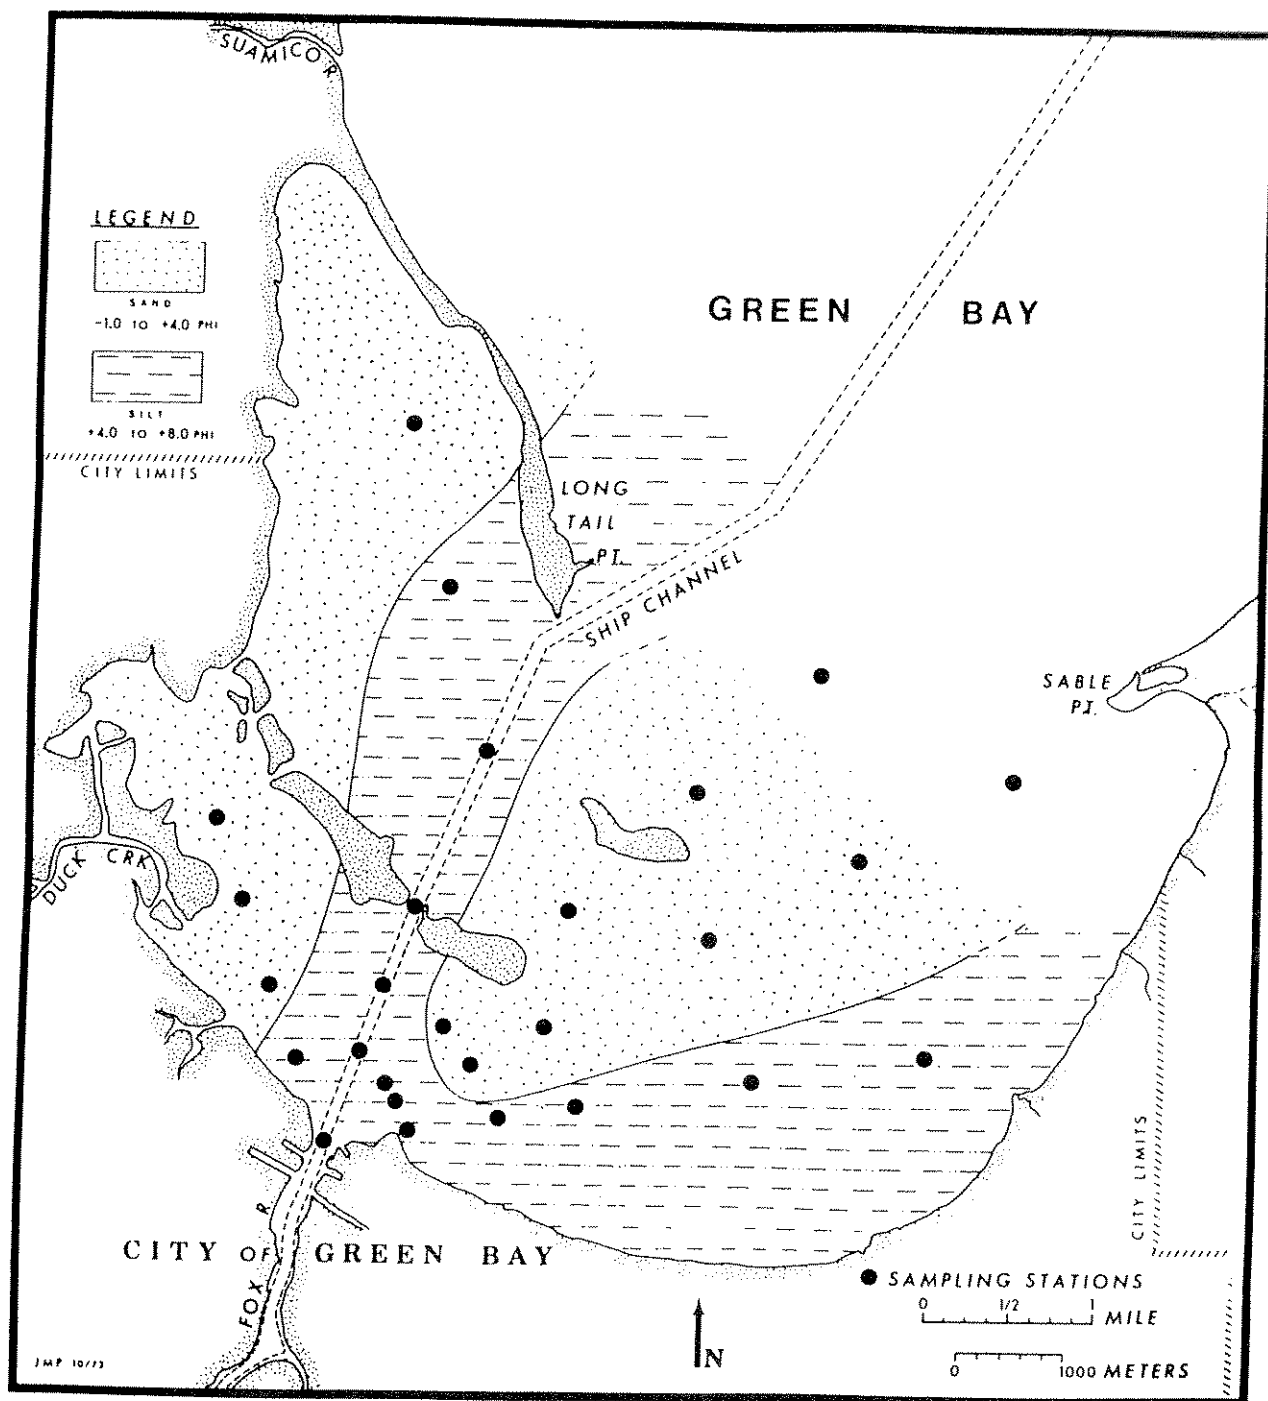 SUAMICO R.
LEGEND
SAND
-1.0 TO +4.0 PHI
SILT
+4.0 TO +8.0 PHI
CITY LIMITS
GREEN BAY
LONG
TAIL
PT.
SHIP CHANNEL
SABLE
PT.
DUCK CRK
CITY LIMITS
CITY OF GREEN BAY
FOX R.
SAMPLING STATIONS
0 1/2 1 MILE
0 1000 METERS
N
JMP 10/73